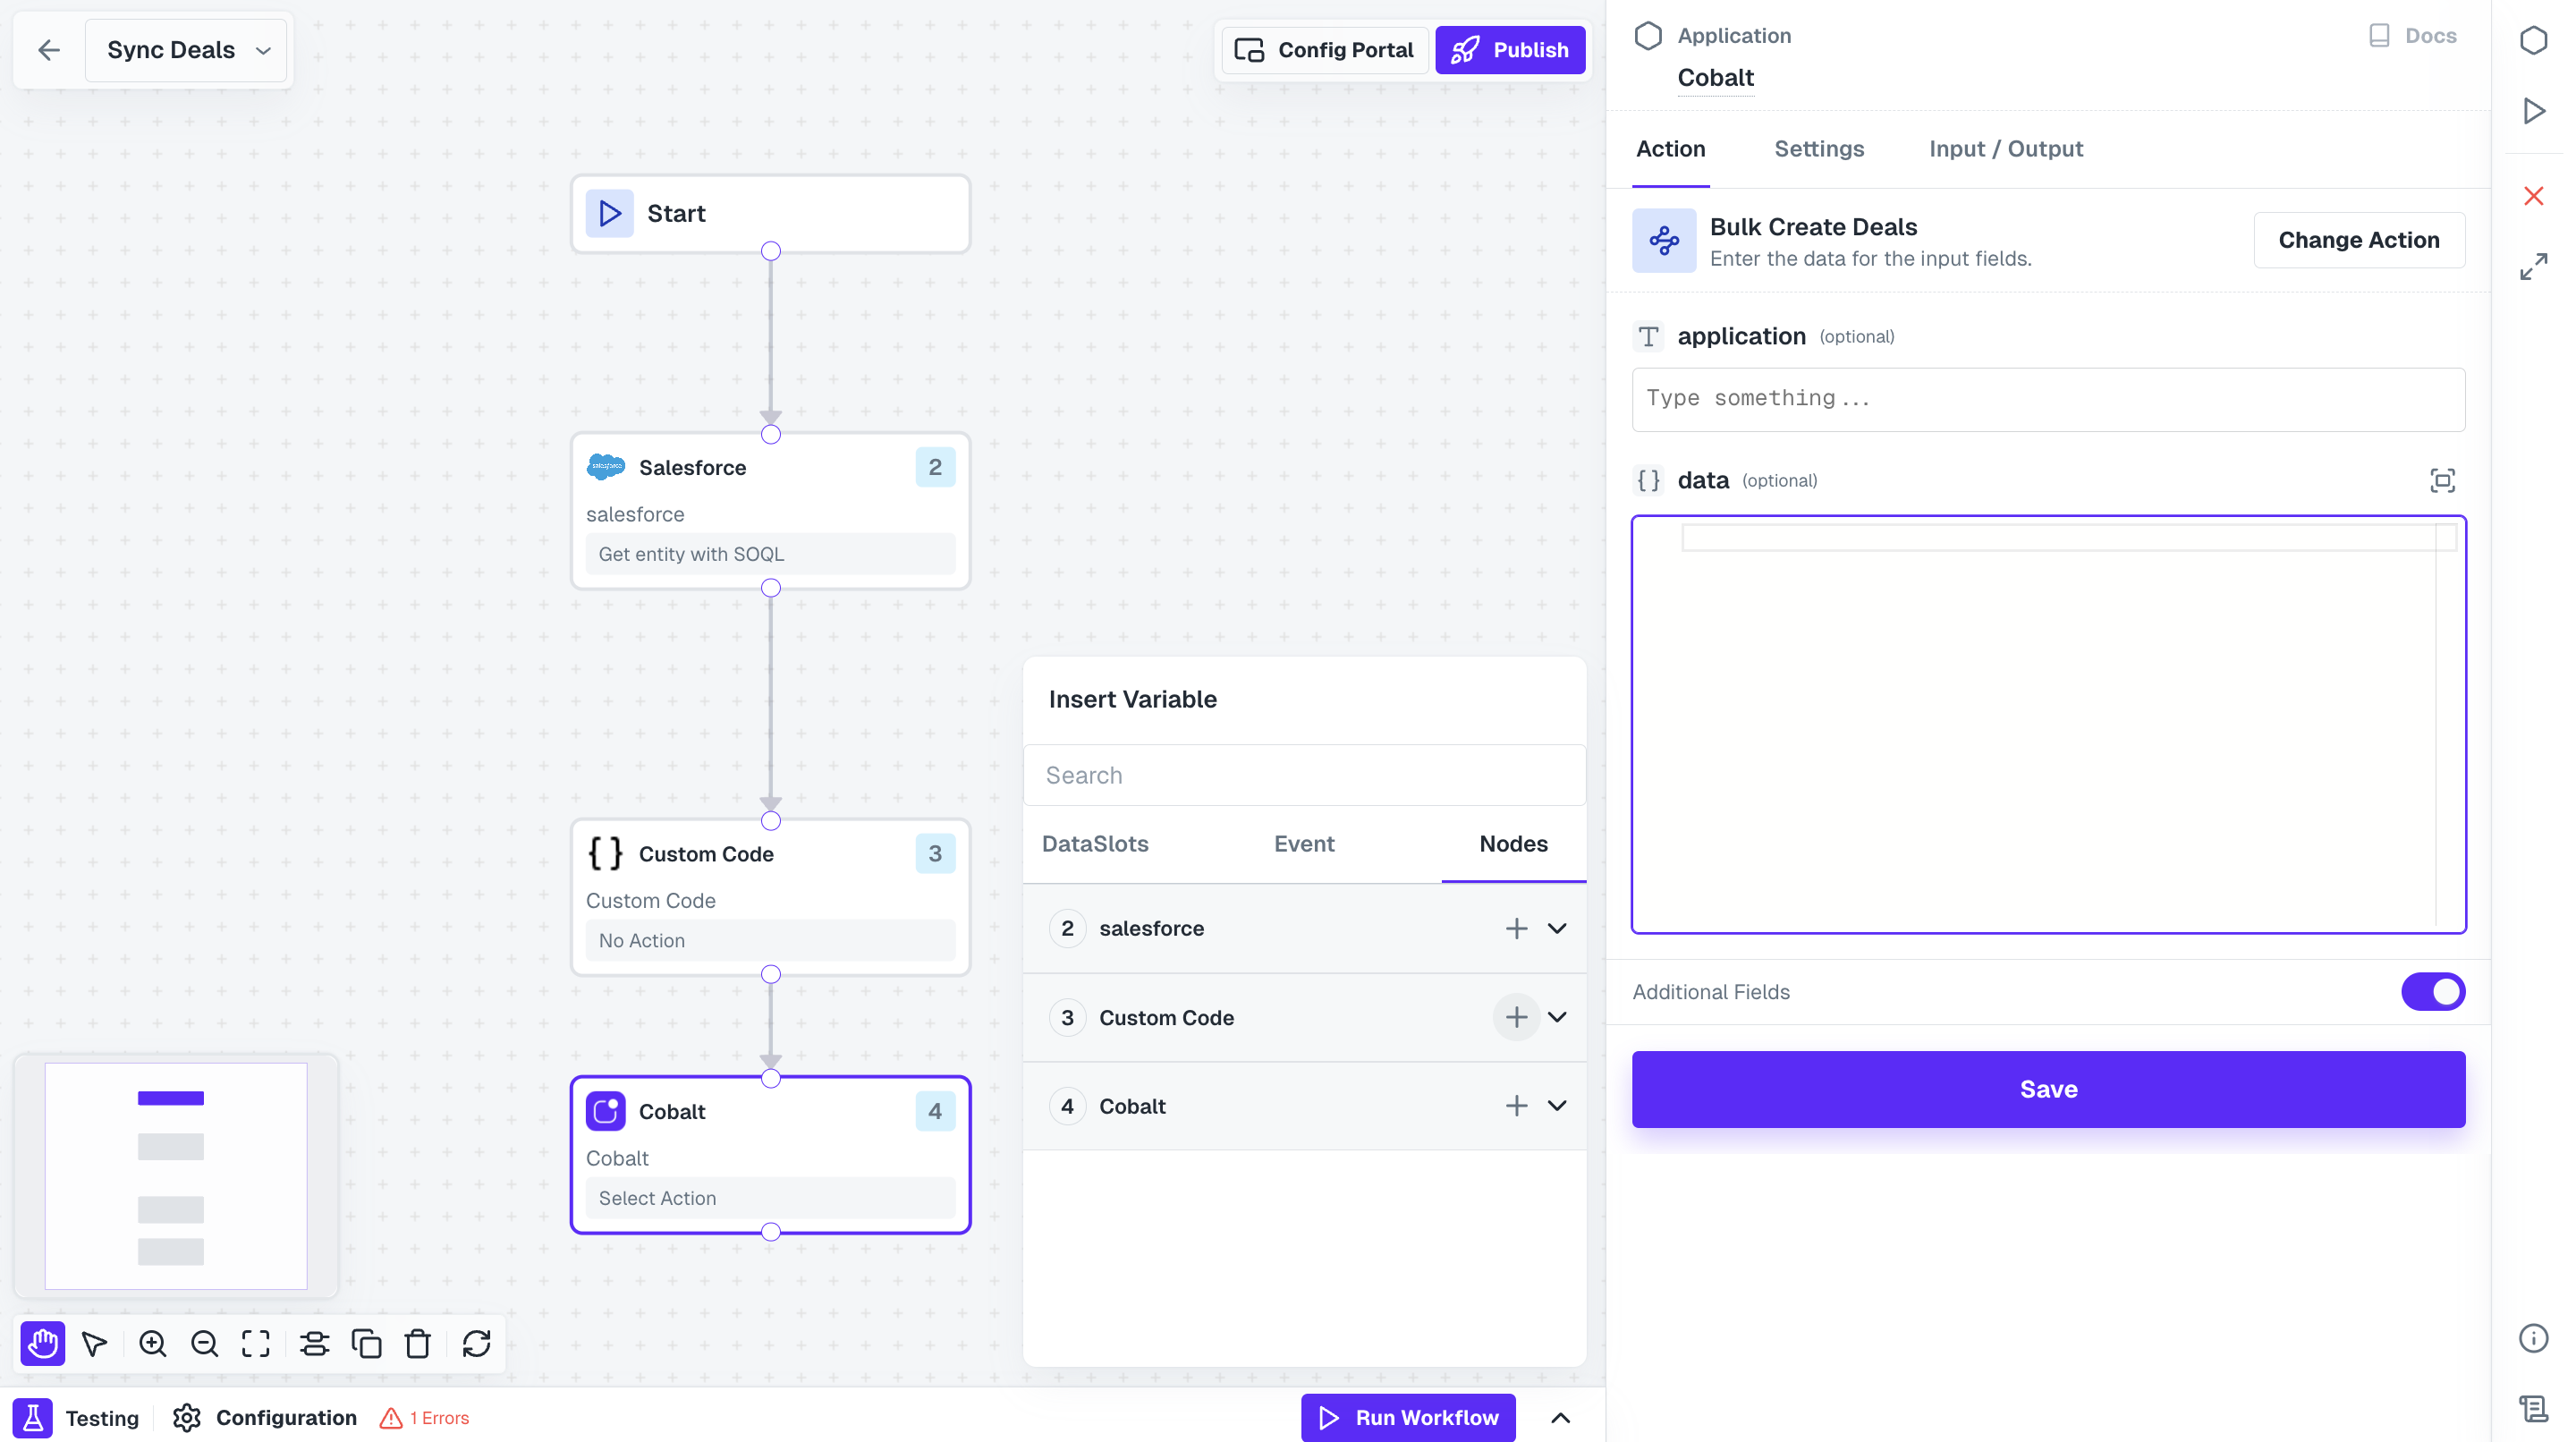 Sync Deals
Config Portal
Publish
Start
Salesforce
2
salesforce
Get entity with SOQL
{ } Custom Code
3
Custom Code
No Action
Cobalt
4
Cobalt
Select Action
Insert Variable
Search
DataSlots
Event
Nodes
2 salesforce
3 Custom Code
4 Cobalt
Testing
Configuration
1 Errors
Run Workflow
Application
Docs
Cobalt
Action
Settings
Input / Output
Bulk Create Deals
Enter the data for the input fields.
Change Action
T application (optional)
Type something...
{ } data (optional)
Additional Fields
Save